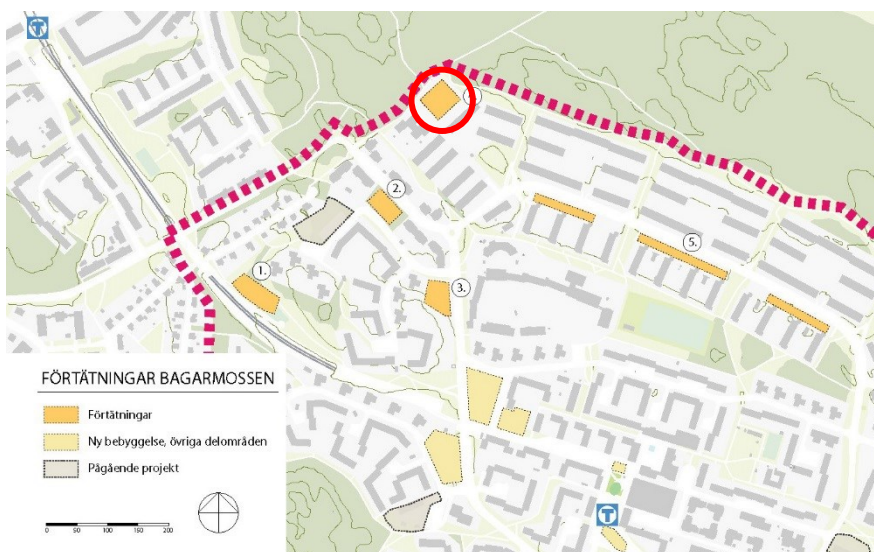 T
2.
5.
1.
3.
FÖRTÄTNINGAR BAGARMOSSEN
Förtätningar
Ny bebyggelse, övriga delområden
Pågående projekt
0 50 100 150 200
T